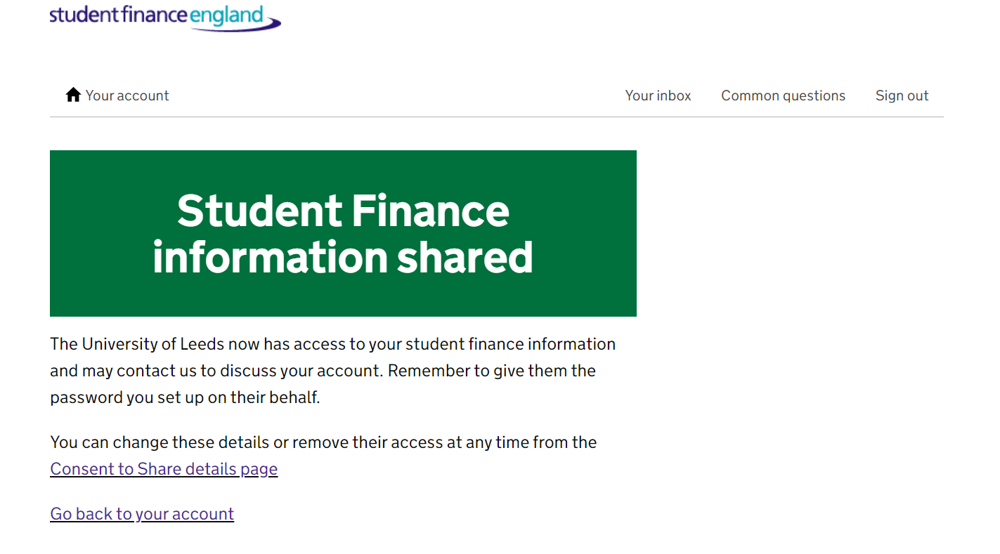 student finance england
Your account
Your inbox
Common questions
Sign out
Student Finance
information shared
The University of Leeds now has access to your student finance information
and may contact us to discuss your account. Remember to give them the
password you set up on their behalf.
You can change these details or remove their access at any time from the
Consent to Share details page
Go back to your account